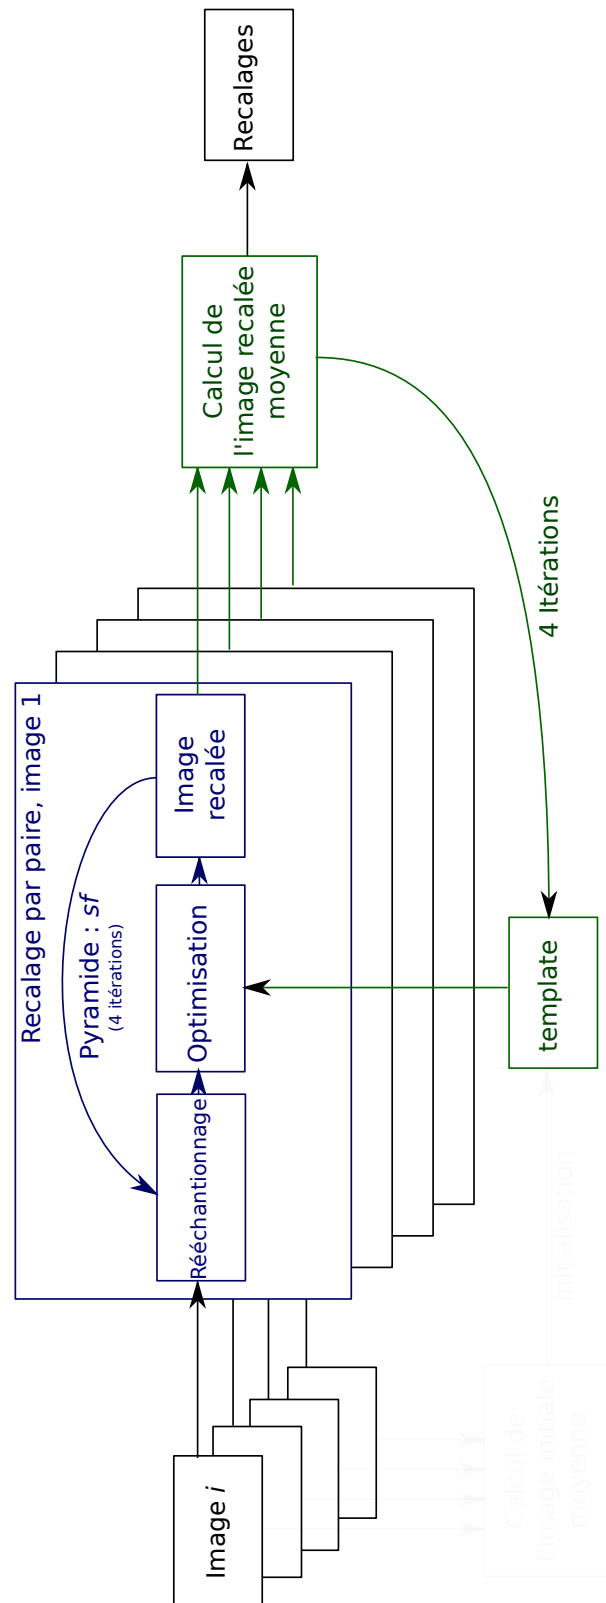 Image i
Recalage par paire, image 1
Rééchantionnage
Optimisation
Image
recalée
Pyramide : sf
(4 itérations)
Calcul de
l'image recalée
moyenne
Recalages
4 Itérations
template
Initialisation
Calcul de
l'image initiale
moyenne